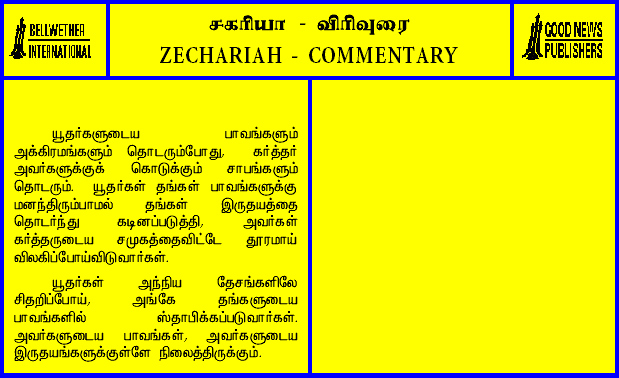 BELLWETHER
INTERNATIONAL
சகரியா - விரிவுரை
ZECHARIAH - COMMENTARY
GOOD NEWS
PUBLISHERS
யூதர்களுடைய பாவங்களும்
அக்கிரமங்களும் தொடரும்போது, கர்த்தர்
அவர்களுக்குக் கொடுக்கும் சாபங்களும்
தொடரும். யூதர்கள் தங்கள் பாவங்களுக்கு
மனந்திரும்பாமல் தங்கள் இருதயத்தை
தொடர்ந்து கடினப்படுத்தி, அவர்கள்
கர்த்தருடைய சமுகத்தைவிட்டே தூரமாய்
விலகிப்போய்விடுவார்கள்.
யூதர்கள் அந்நிய தேசங்களிலே
சிதறிப்போய், அங்கே தங்களுடைய
பாவங்களில் ஸ்தாபிக்கப்படுவார்கள்.
அவர்களுடைய பாவங்கள், அவர்களுடைய
இருதயங்களுக்குள்ளே நிலைத்திருக்கும்.